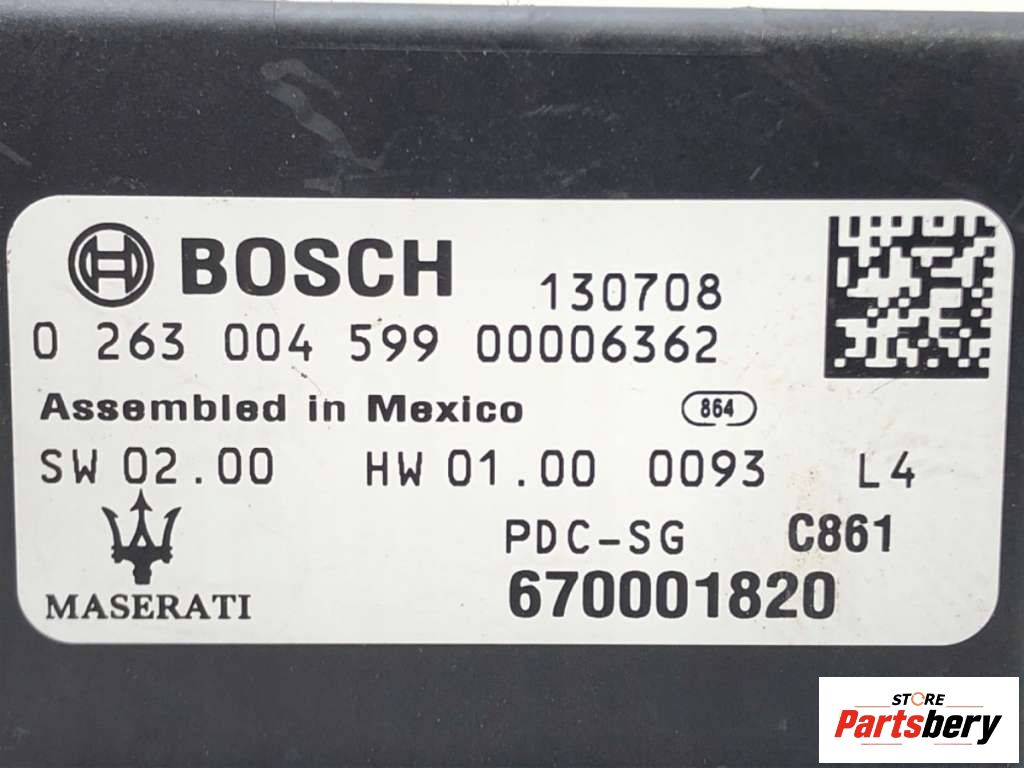 BOSCH 130708
0 263 004 599 00006362
Assembled in Mexico 864
SW 02.00 HW 01.00 0093 L4
PDC-SG C861
MASERATI 670001820
STORE
Partsbery